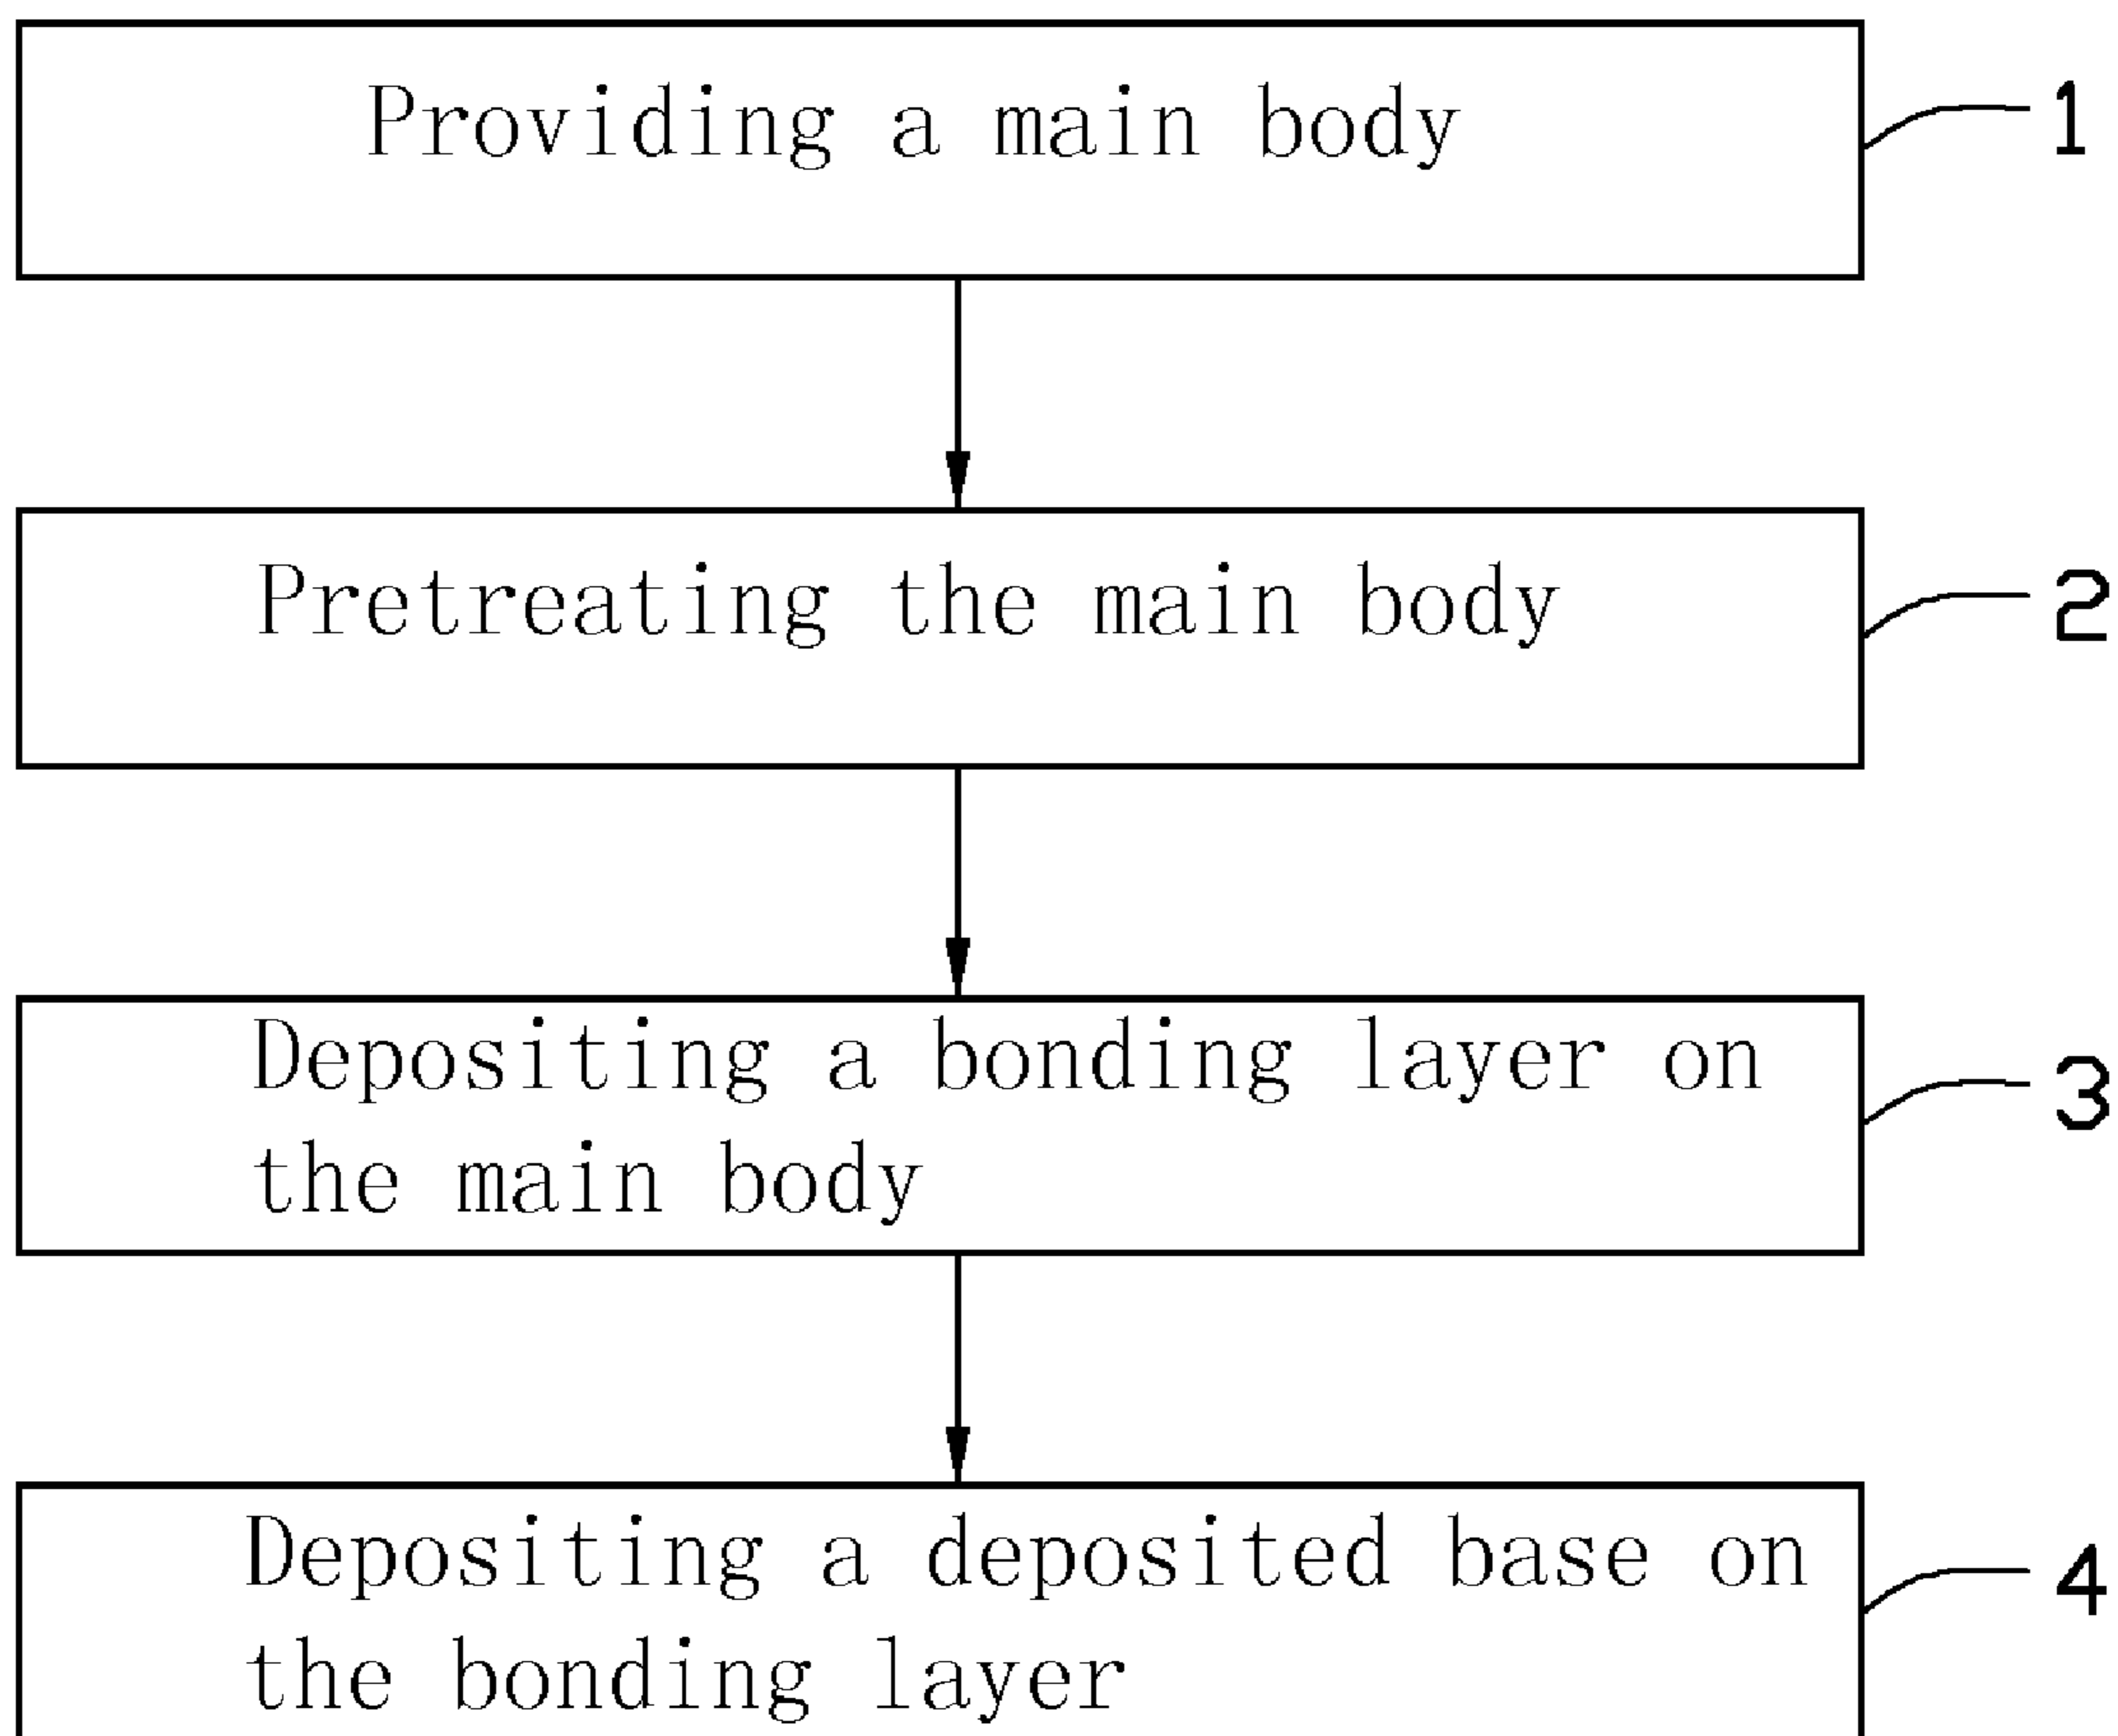 Providing a main body
1
Pretreating the main body
2
Depositing a bonding layer on
the main body
3
Depositing a deposited base on
the bonding layer
4